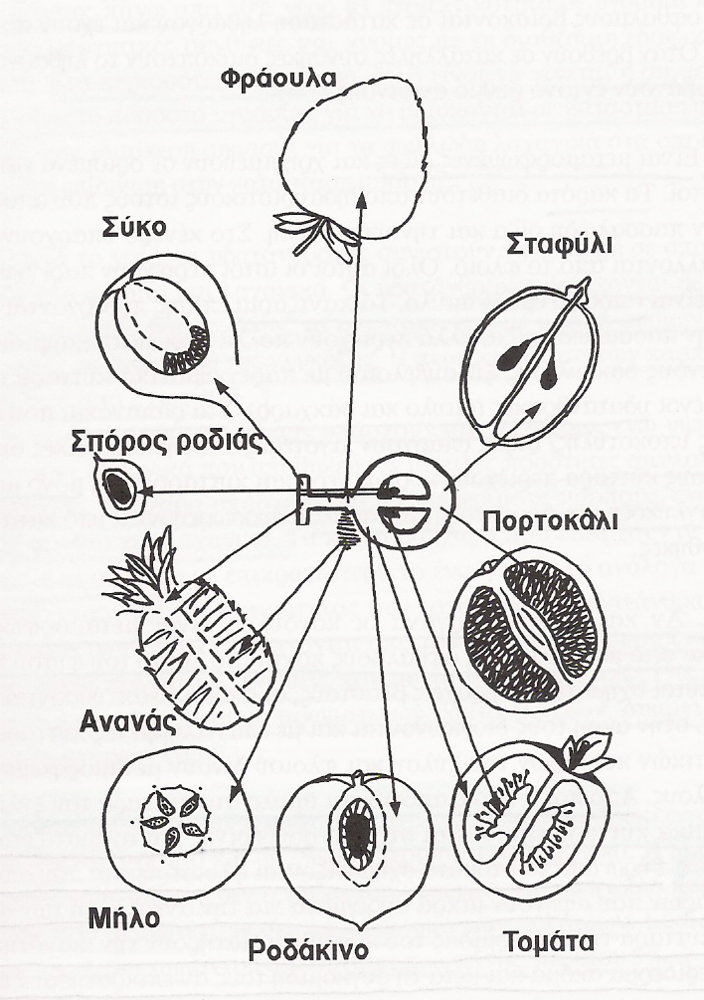 Φράουλα
Σύκο
Σταφύλι
Σπόρος ροδιάς
Πορτοκάλι
Ανανάς
Μήλο
Ροδάκινο
Τομάτα